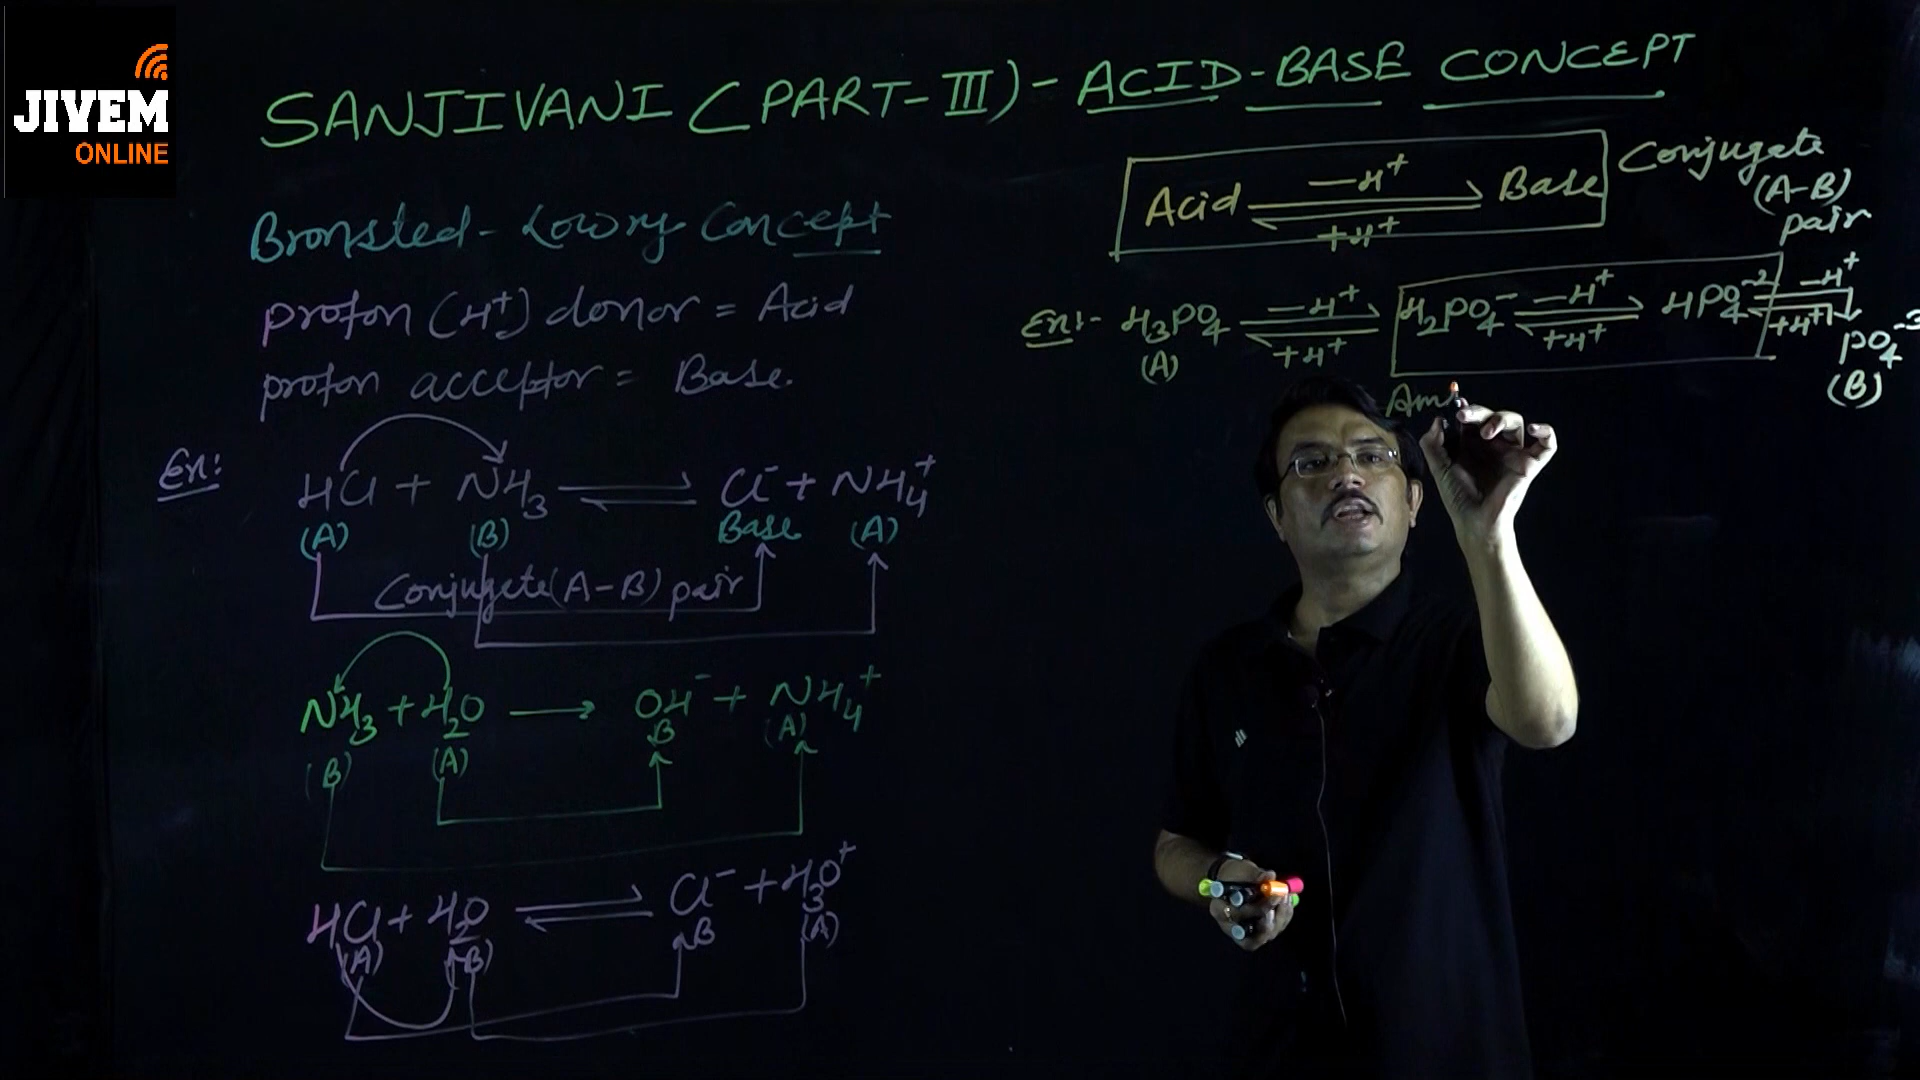 JIVEM
ONLINE
SANJIVANI (PART-III) - ACID-BASE CONCEPT
Bronsted-Lowry Concept
proton (H⁺) donor = Acid
proton acceptor = Base.
Ex:
HCl + NH₃ ⇌ Cl⁻ + NH₄⁺
(A) (B) Base (A)
Conjugate (A-B) pair
NH₃ + H₂O → OH⁻ + NH₄⁺
(B) (A) B (A)
HCl + H₂O ⇌ Cl⁻ + H₃O⁺
(A) (B) B (A)
Acid ⇌ Base
-H⁺
+H⁺
Conjugate
(A-B)
pair
Ex:- H₃PO₄ ⇌ H₂PO₄⁻ ⇌ HPO₄⁻² ⇌ PO₄⁻³
-H⁺ -H⁺ -H⁺
+H⁺ +H⁺ +H⁺
(A) (B)